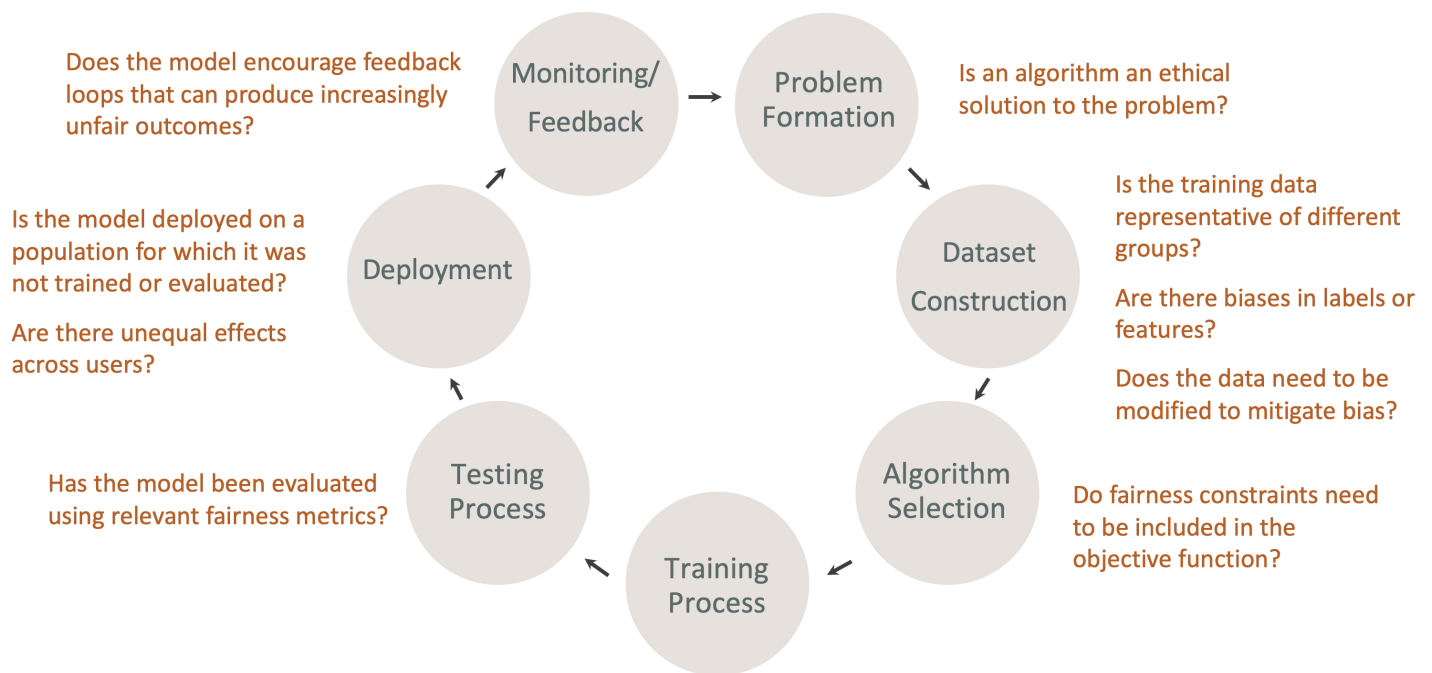 Does the model encourage feedback
loops that can produce increasingly
unfair outcomes?
Monitoring/
Feedback
Problem
Formation
Is an algorithm an ethical
solution to the problem?
Is the training data
representative of different
groups?
Are there biases in labels or
features?
Does the data need to be
modified to mitigate bias?
Dataset
Construction
Is the model deployed on a
population for which it was
not trained or evaluated?
Are there unequal effects
across users?
Deployment
Algorithm
Selection
Do fairness constraints need
to be included in the
objective function?
Has the model been evaluated
using relevant fairness metrics?
Testing
Process
Training
Process